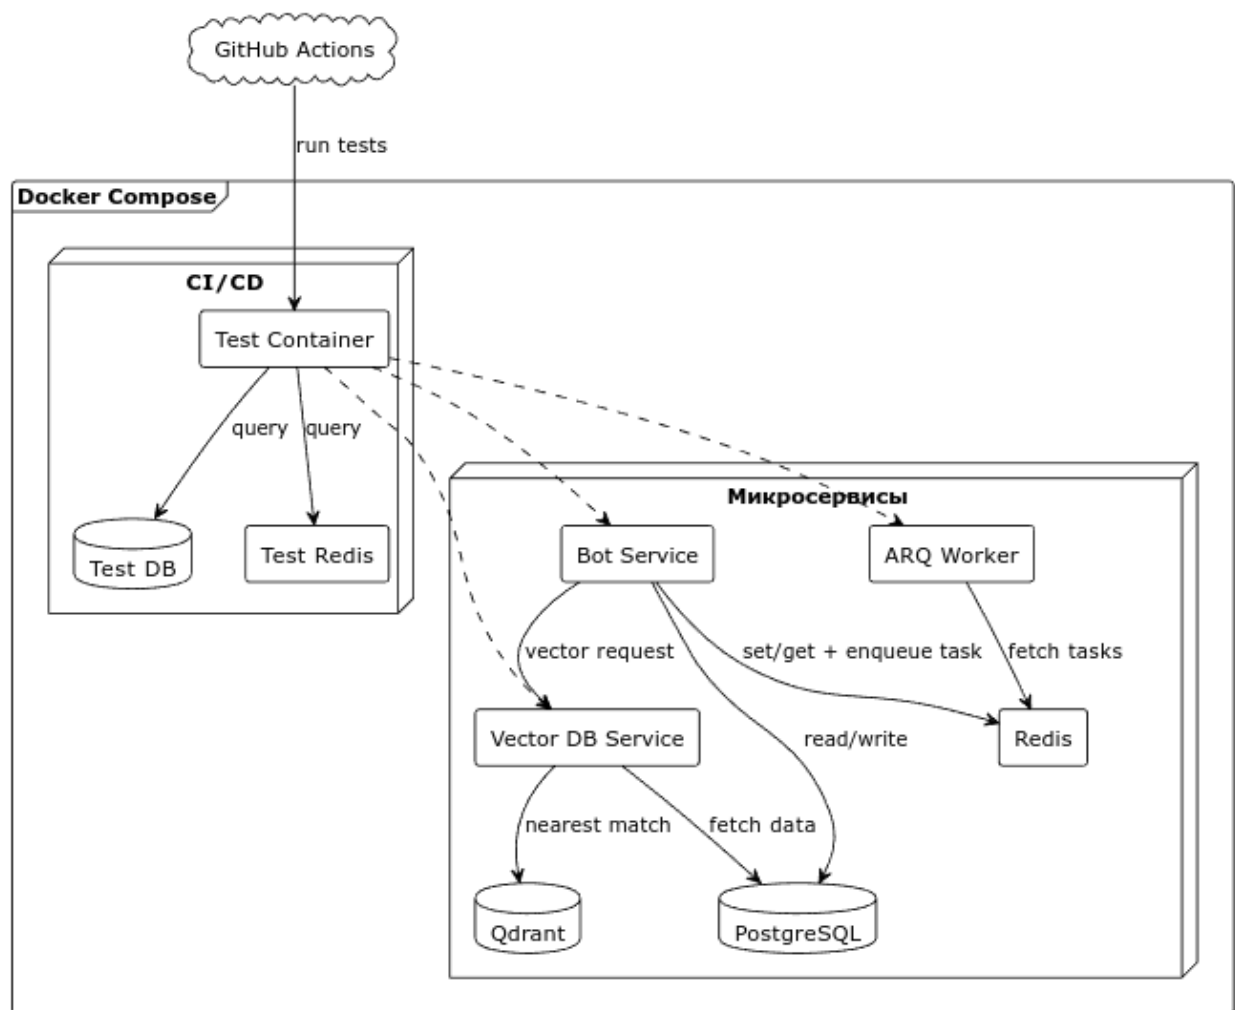 GitHub Actions
run tests
Docker Compose
CI/CD
Test Container
query
query
Test DB
Test Redis
Микросервисы
Bot Service
ARQ Worker
vector request
set/get + enqueue task
fetch tasks
Vector DB Service
read/write
Redis
nearest match
fetch data
Qdrant
PostgreSQL